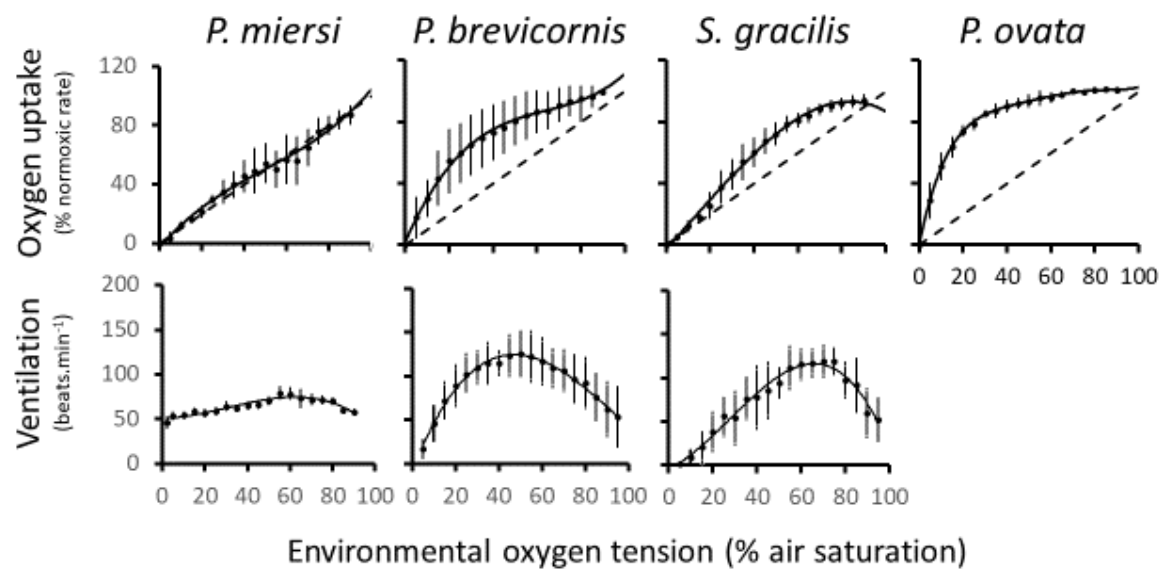 P. miersi P. brevicornis S. gracilis P. ovata
Oxygen uptake
(% normoxic rate)
120
80
40
0
0 20 40 60 80 100
Ventilation
(beats.min⁻¹)
200
150
100
50
0
0 20 40 60 80 100 0 20 40 60 80 100 0 20 40 60 80 100
Environmental oxygen tension (% air saturation)